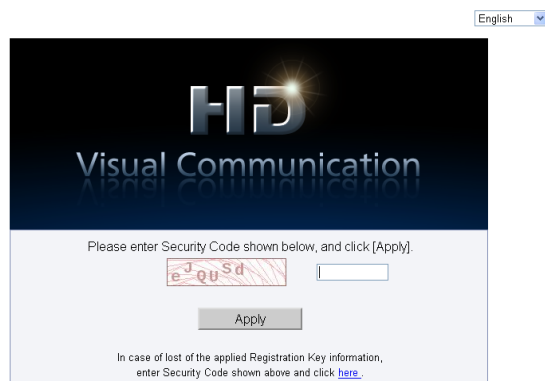 English
HD
Visual Communication
Please enter Security Code shown below, and click [Apply].
eJQUSd
Apply
In case of lost of the applied Registration Key information,
enter Security Code shown above and click here .